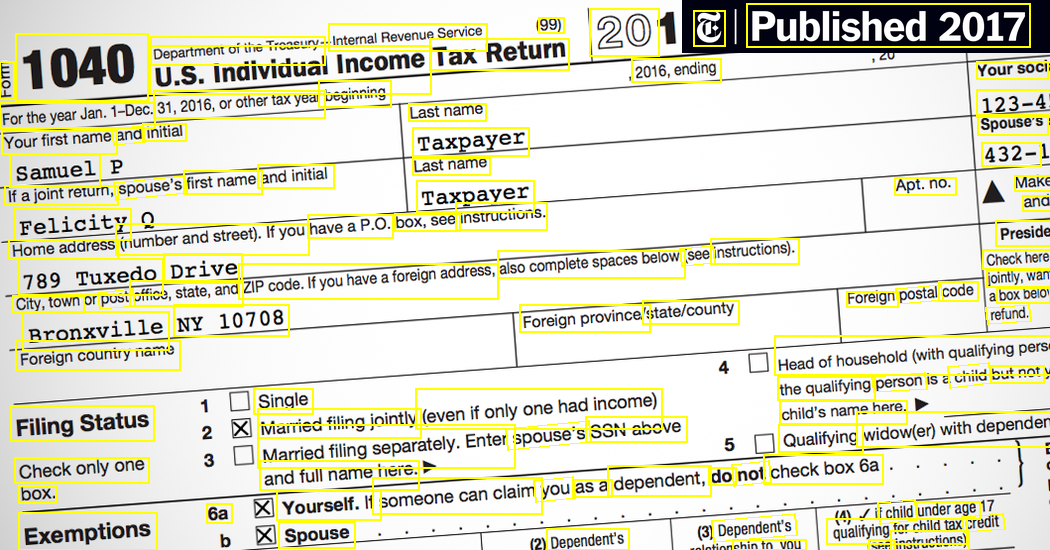 Published 2017
Form 1040 Department of the Treasury—Internal Revenue Service (99)
U.S. Individual Income Tax Return 201
For the year Jan. 1–Dec. 31, 2016, or other tax year beginning , 2016, ending , 20
Your first name and initial Last name Your soci
Samuel P Taxpayer 123-4
If a joint return, spouse's first name and initial Last name Spouse's
Felicity Q Taxpayer 432-1
Home address (number and street). If you have a P.O. box, see instructions. Apt. no. Make
and
789 Tuxedo Drive
City, town or post office, state, and ZIP code. If you have a foreign address, also complete spaces below (see instructions). Preside
Bronxville NY 10708 Check here
jointly, wan
Foreign country name Foreign province/state/county Foreign postal code a box below
refund.
Filing Status 1 Single 4 Head of household (with qualifying perso
2 Married filing jointly (even if only one had income) the qualifying person is a child but not y
Check only one box. 3 Married filing separately. Enter spouse's SSN above child's name here.
and full name here. 5 Qualifying widow(er) with dependen
Exemptions 6a Yourself. If someone can claim you as a dependent, do not check box 6a
b Spouse
(2) Dependent's (3) Dependent's (4) ✓ if child under age 17
relationship to you qualifying for child tax credit
(see instructions)